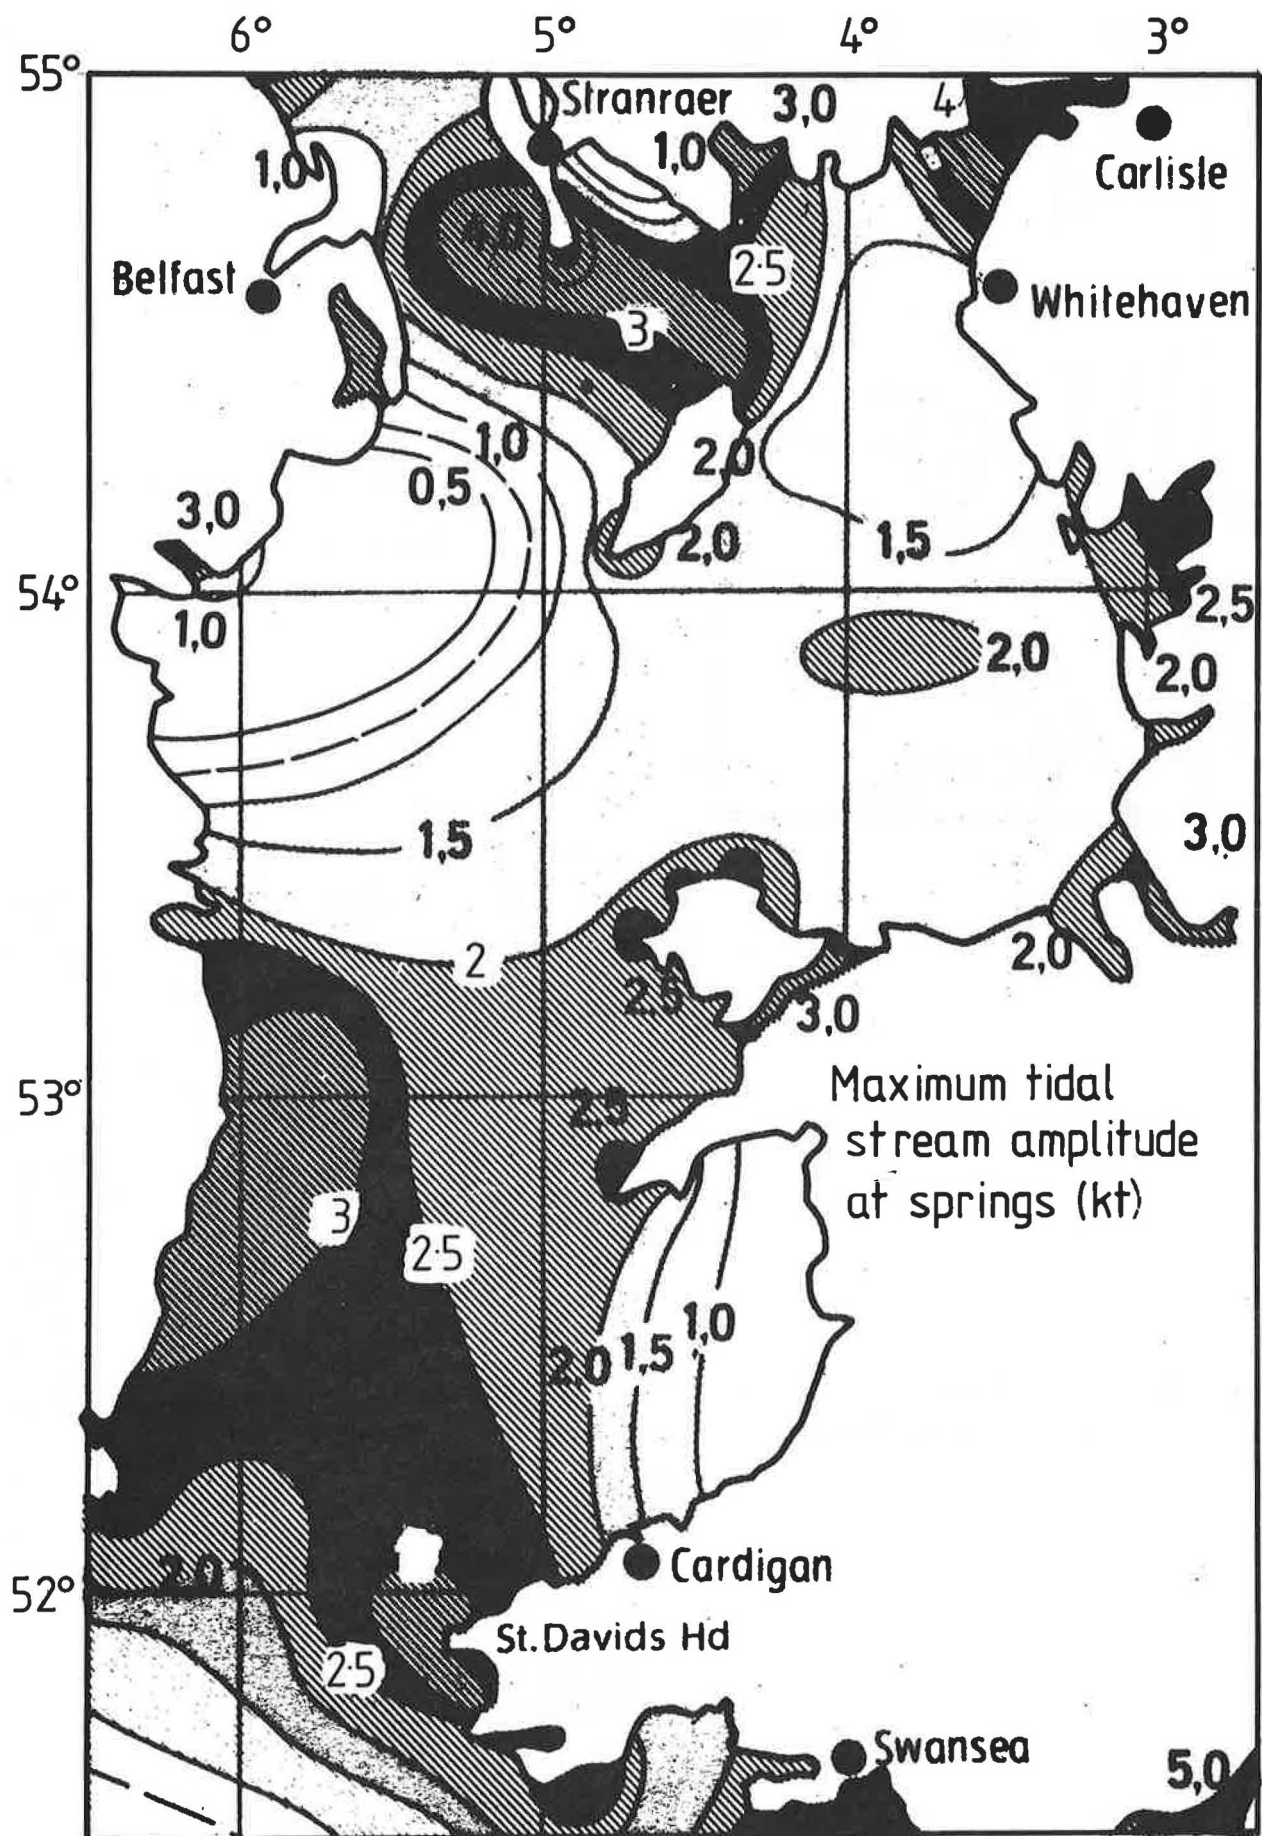 6° 5° 4° 3°
55°
Stranraer 3,0 4
1,0 1,0 Carlisle
4.0
Belfast 2·5 Whitehaven
3
1,0 2,0
0,5
3,0 2,0 1,5
54°
1,0 2,5
2,0 2,0
1,5 3,0
2 2,0
2.5 3,0
53° 2.5
Maximum tidal
stream amplitude
at springs (kt)
3 2·5
2,0 1,5 1,0
52° 2.0 Cardigan
St. Davids Hd
2·5
Swansea
5,0